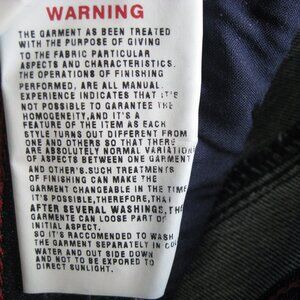 WARNING
THE GARMENT AS BEEN TREATED
WITH THE PURPOSE OF GIVING
TO THE FABRIC PARTICULAR
ASPECTS AND CHARACTERISTICS.
THE OPERATIONS OF FINISHING
PERFORMED, ARE ALL MANUAL.
EXPERIENCE INDICATES THAT IT'S
NOT POSSIBLE TO GARANTEE THE
HOMOGENEITY,AND IT'S A
FEATURE OF THE ITEM AS EACH
STYLE TURNS OUT DIFFERENT FROM
ONE AND OTHERS SO THAT THERE
ARE ABSOLUTELY NORMAL VARIATIONS
OF ASPECTS BETWEEN ONE GARMENT
AND OTHER'S.SUCH TREATMENTS
OF FINISHING CAN MAKE THE
GARMENT CHANGEABLE IN THE TIME
IT'S POSSIBLE,THEREFORE,THAT
AFTER SEVERAL WASHINGS,THE
GARMENTE CAN LOOSE PART OF
INITIAL ASPECT.
SO IT'S RACCOMENDED TO WASH
THE GARMENT SEPARATELY IN COLD
WATER AND OUT SIDE DOWN
AND NOT TO BE EXPORED TO
DIRECT SUNLIGHT.